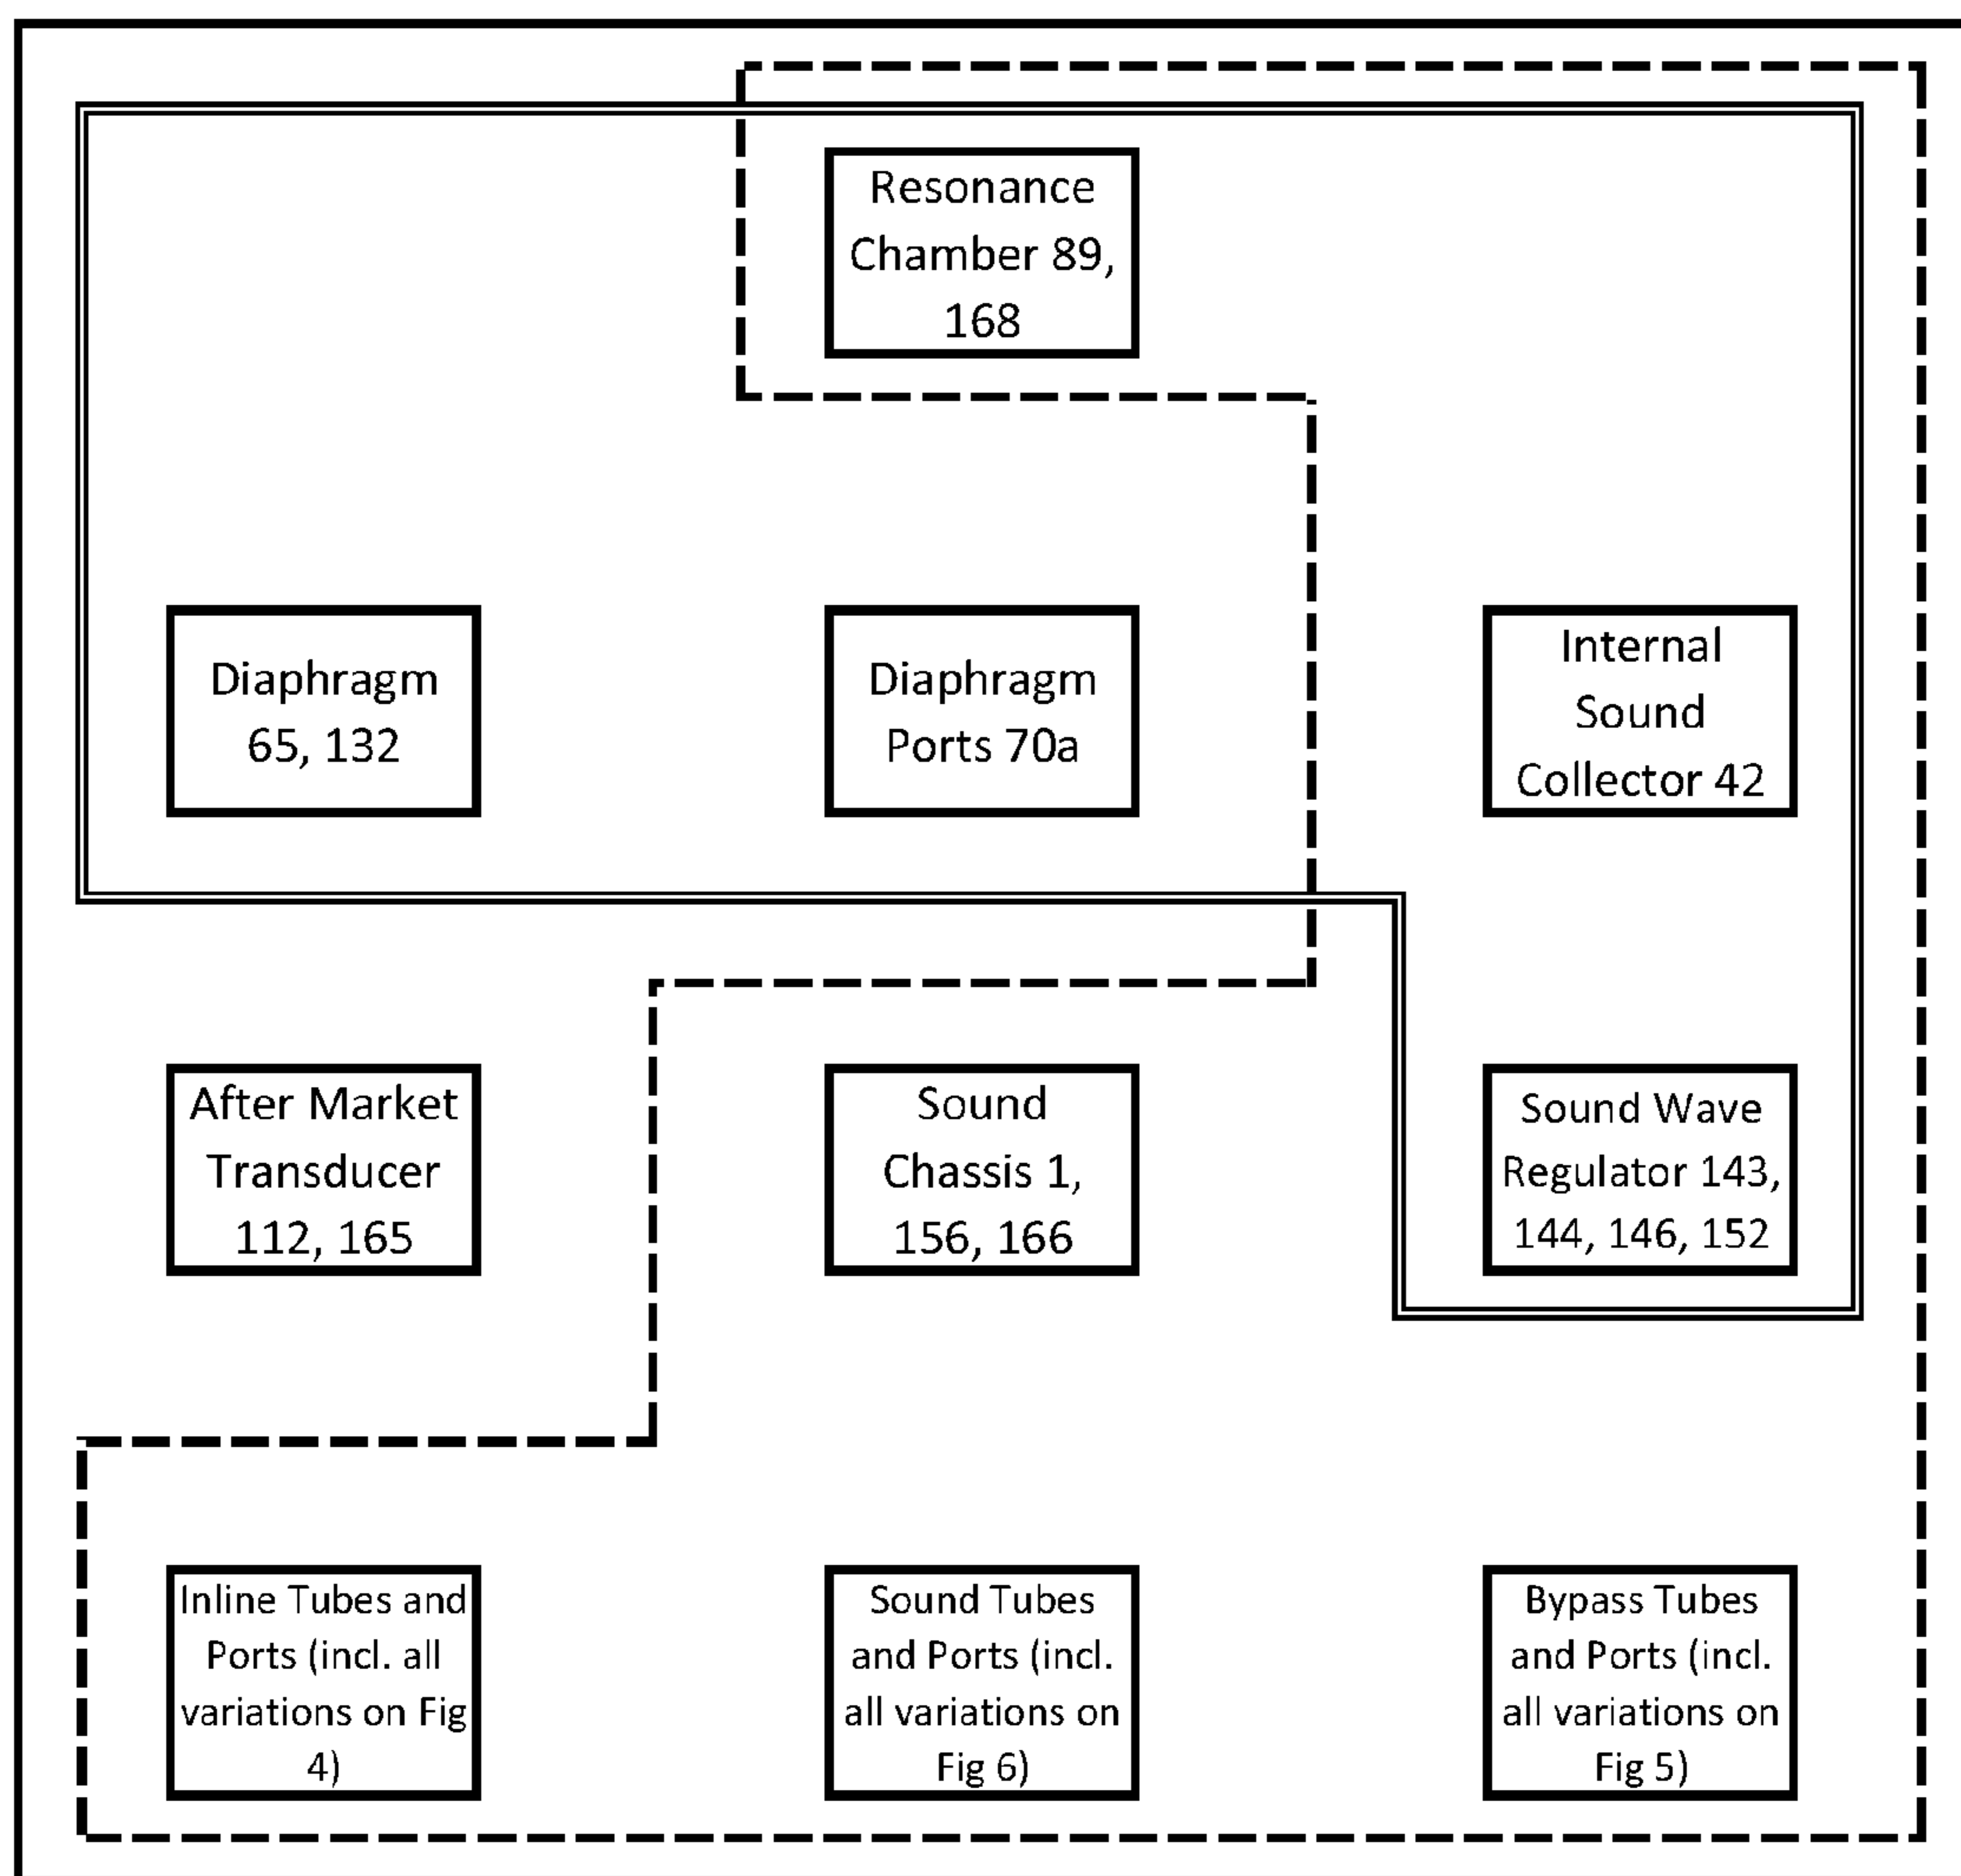 Resonance
Chamber 89,
168
Diaphragm
65, 132
Diaphragm
Ports 70a
Internal
Sound
Collector 42
After Market
Transducer
112, 165
Sound
Chassis 1,
156, 166
Sound Wave
Regulator 143,
144, 146, 152
Inline Tubes and
Ports (incl. all
variations on Fig
4)
Sound Tubes
and Ports (incl.
all variations on
Fig 6)
Bypass Tubes
and Ports (incl.
all variations on
Fig 5)